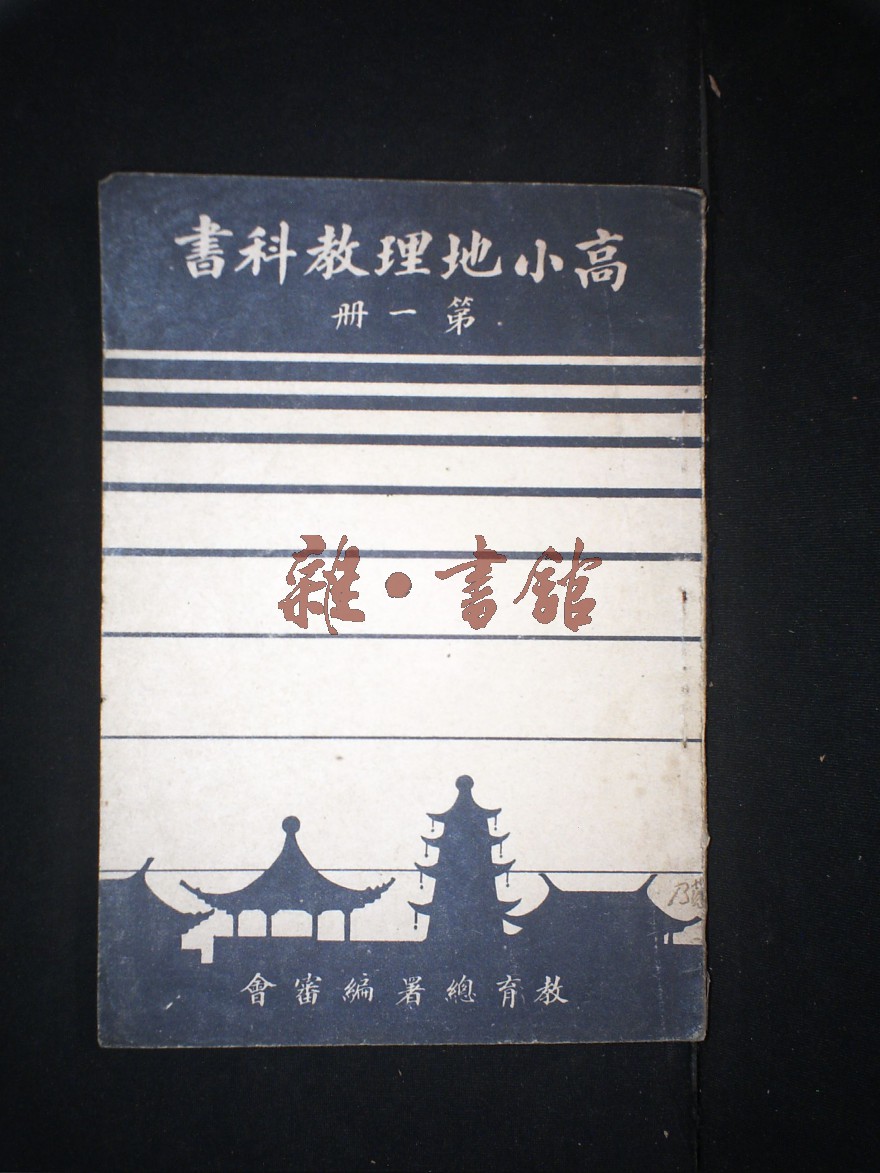 高小地理教科書
第一册
雜·書館
教育總署編審會